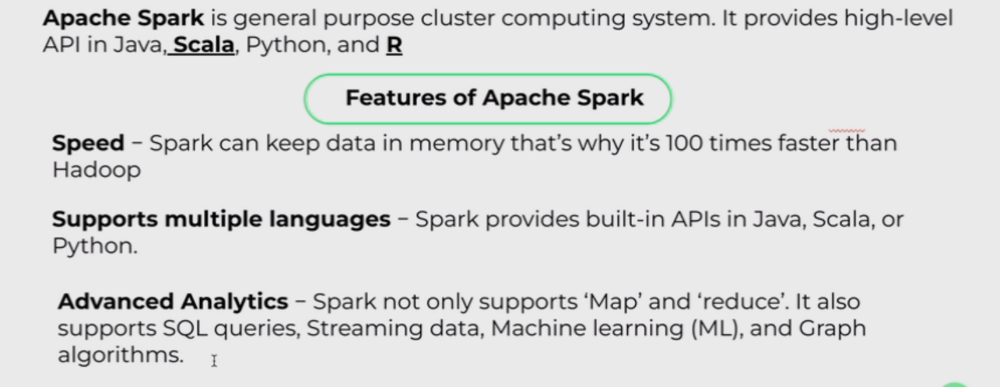 Apache Spark is general purpose cluster computing system. It provides high-level
API in Java, Scala, Python, and R
Features of Apache Spark
Speed – Spark can keep data in memory that’s why it’s 100 times faster than
Hadoop
Supports multiple languages – Spark provides built-in APIs in Java, Scala, or
Python.
Advanced Analytics – Spark not only supports ‘Map’ and ‘reduce’. It also
supports SQL queries, Streaming data, Machine learning (ML), and Graph
algorithms.